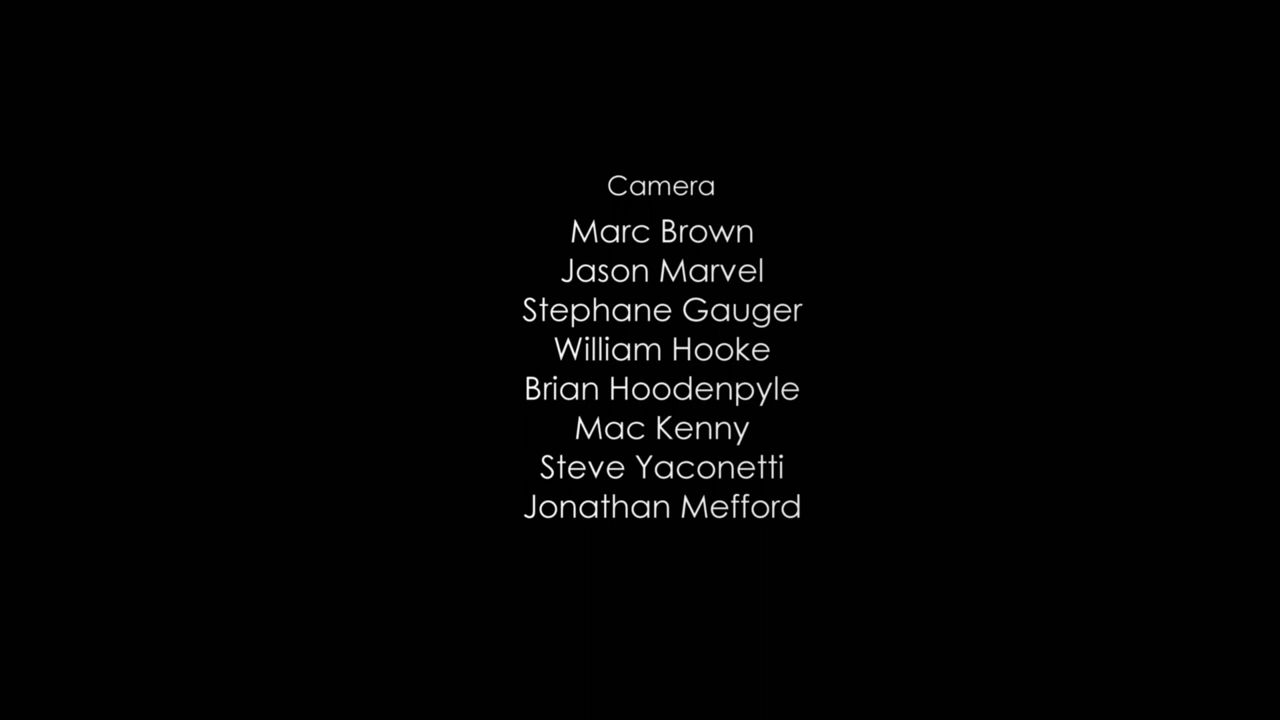 Camera
Marc Brown
Jason Marvel
Stephane Gauger
William Hooke
Brian Hoodenpyle
Mac Kenny
Steve Yaconetti
Jonathan Mefford